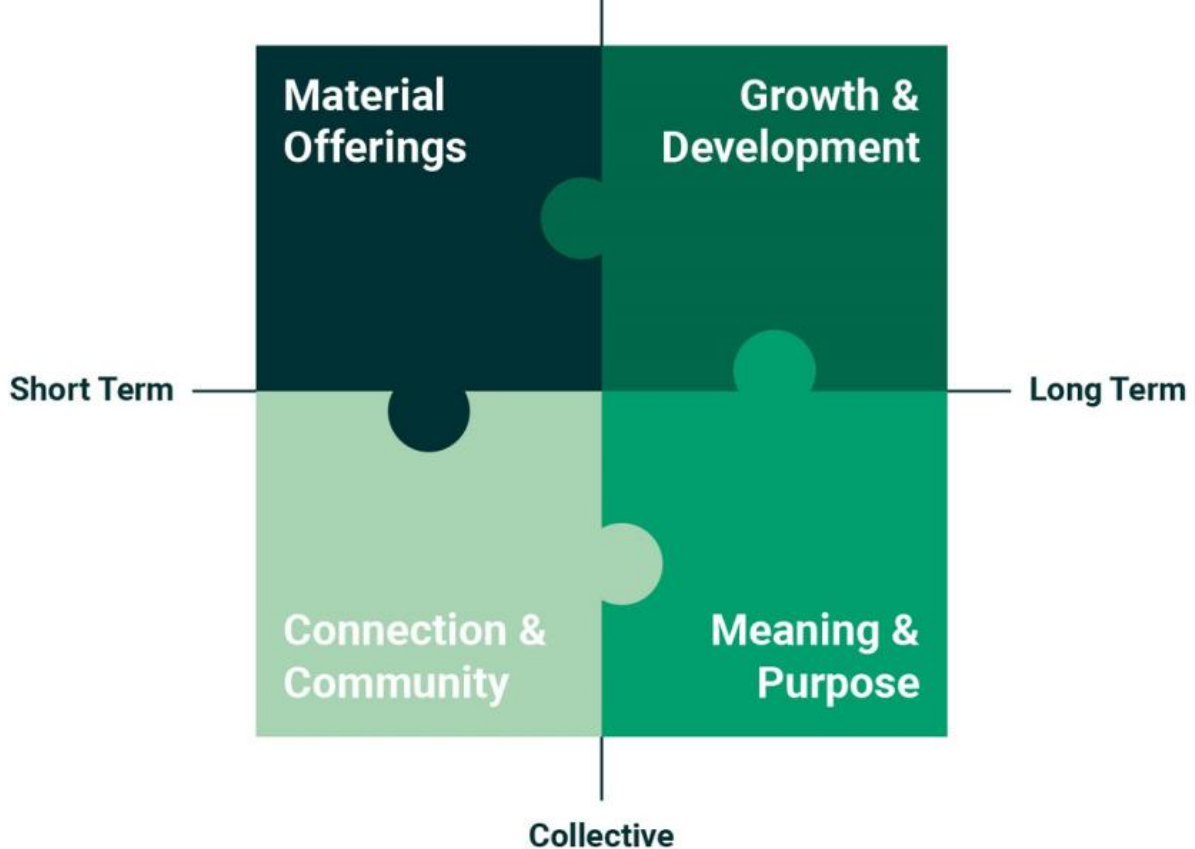 Material
Offerings
Growth &
Development
Short Term
Long Term
Connection &
Community
Meaning &
Purpose
Collective